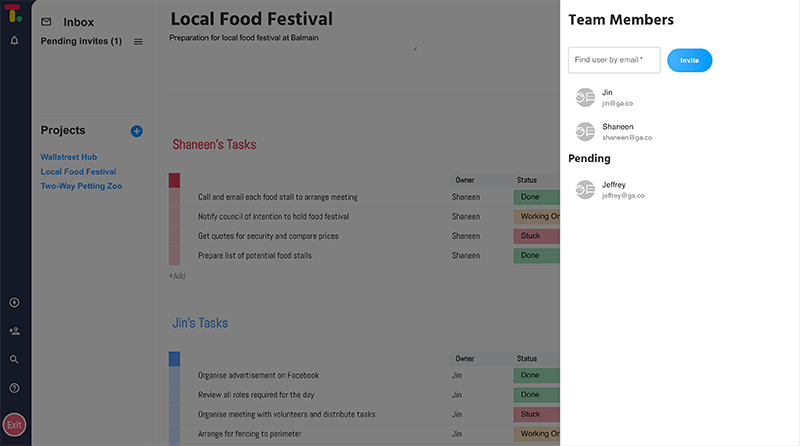 Inbox
Pending invites (1)
Projects
Wallstreet Hub
Local Food Festival
Two-Way Petting Zoo
Exit
Local Food Festival
Preparation for local food festival at Balmain
Shaneen's Tasks
Owner Status
Call and email each food stall to arrange meeting Shaneen Done
Notify council of intention to hold food festival Shaneen Working On
Get quotes for security and compare prices Shaneen Stuck
Prepare list of potential food stalls Shaneen Done
+Add
Jin's Tasks
Owner Status
Organise advertisement on Facebook Jin Done
Review all roles required for the day Jin Done
Organise meeting with volunteers and distribute tasks Jin Stuck
Arrange for fencing to perimeter Jin Done
Team Members
Find user by email *
Invite
Jin
jin@ga.co
Shaneen
shaneen@ga.co
Pending
Jeffrey
jeffrey@ga.co